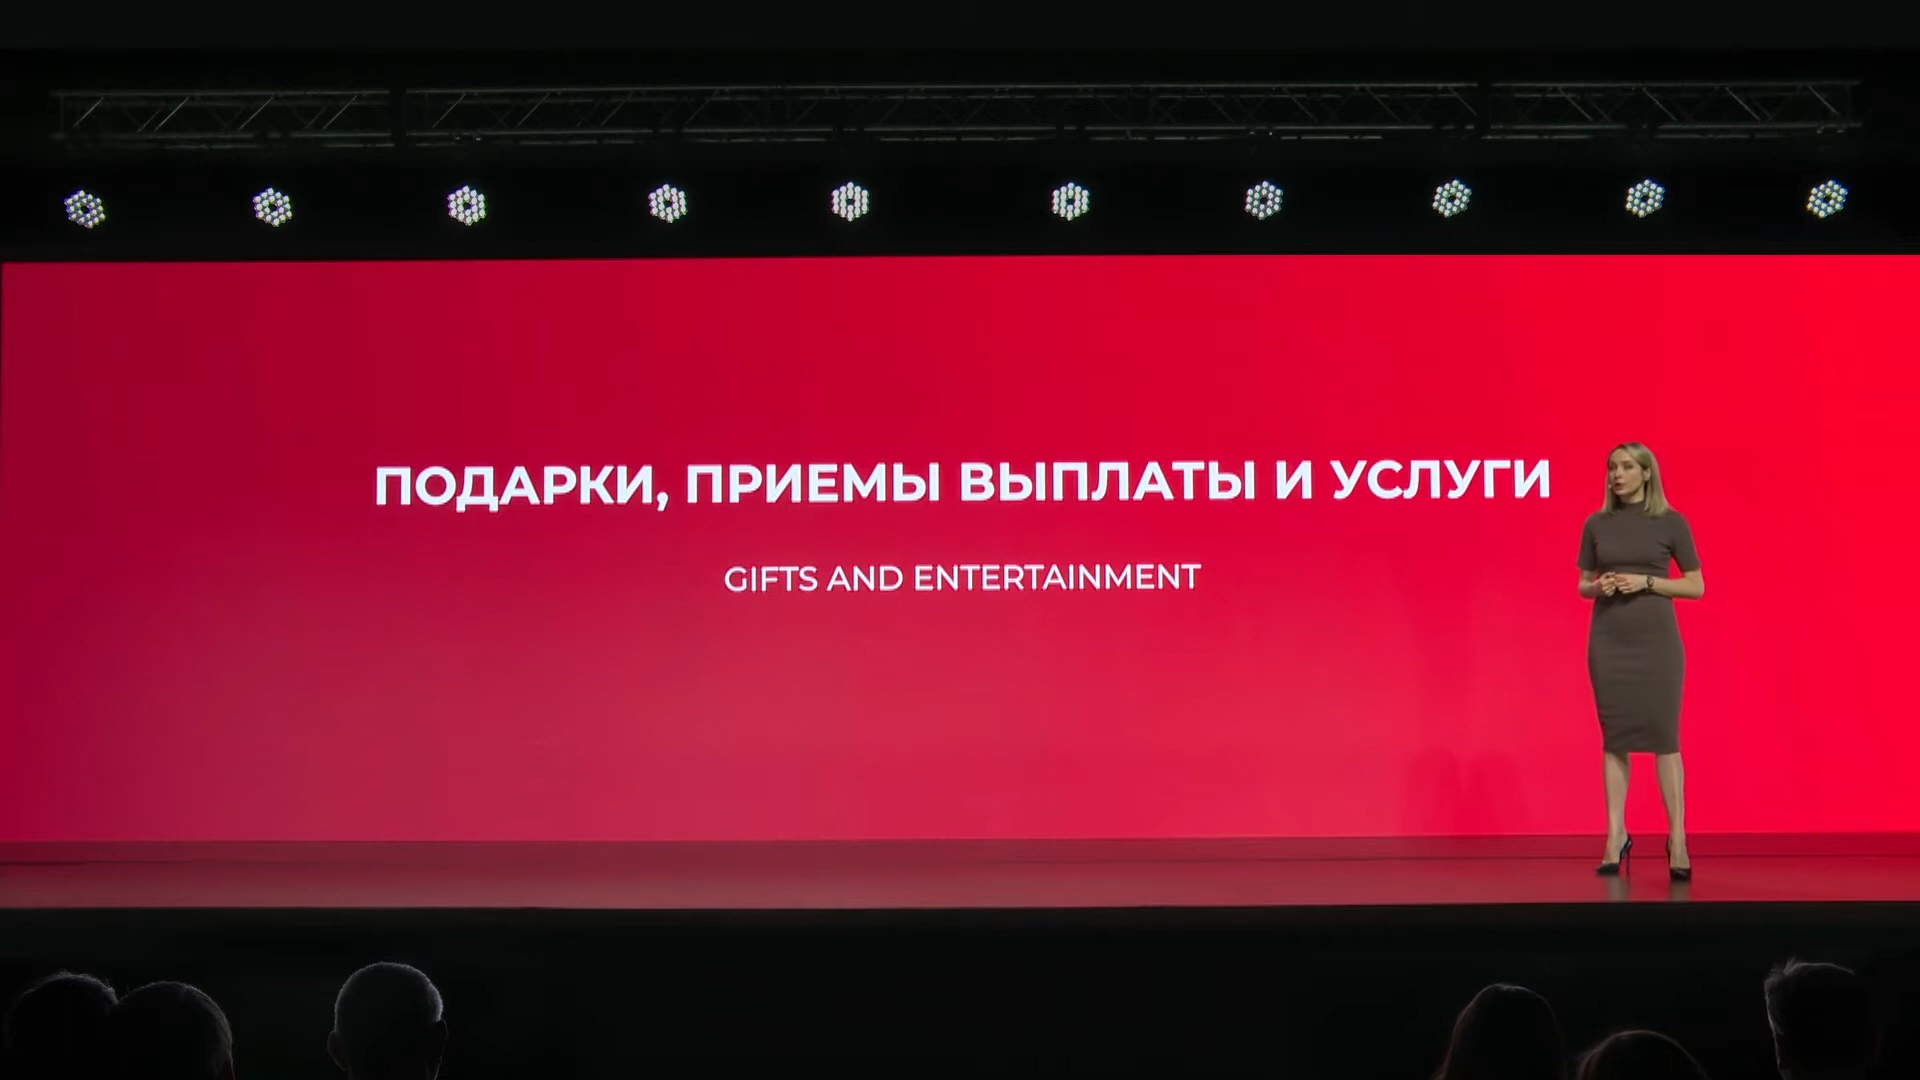 ПОДАРКИ, ПРИЕМЫ ВЫПЛАТЫ И УСЛУГИ
GIFTS AND ENTERTAINMENT